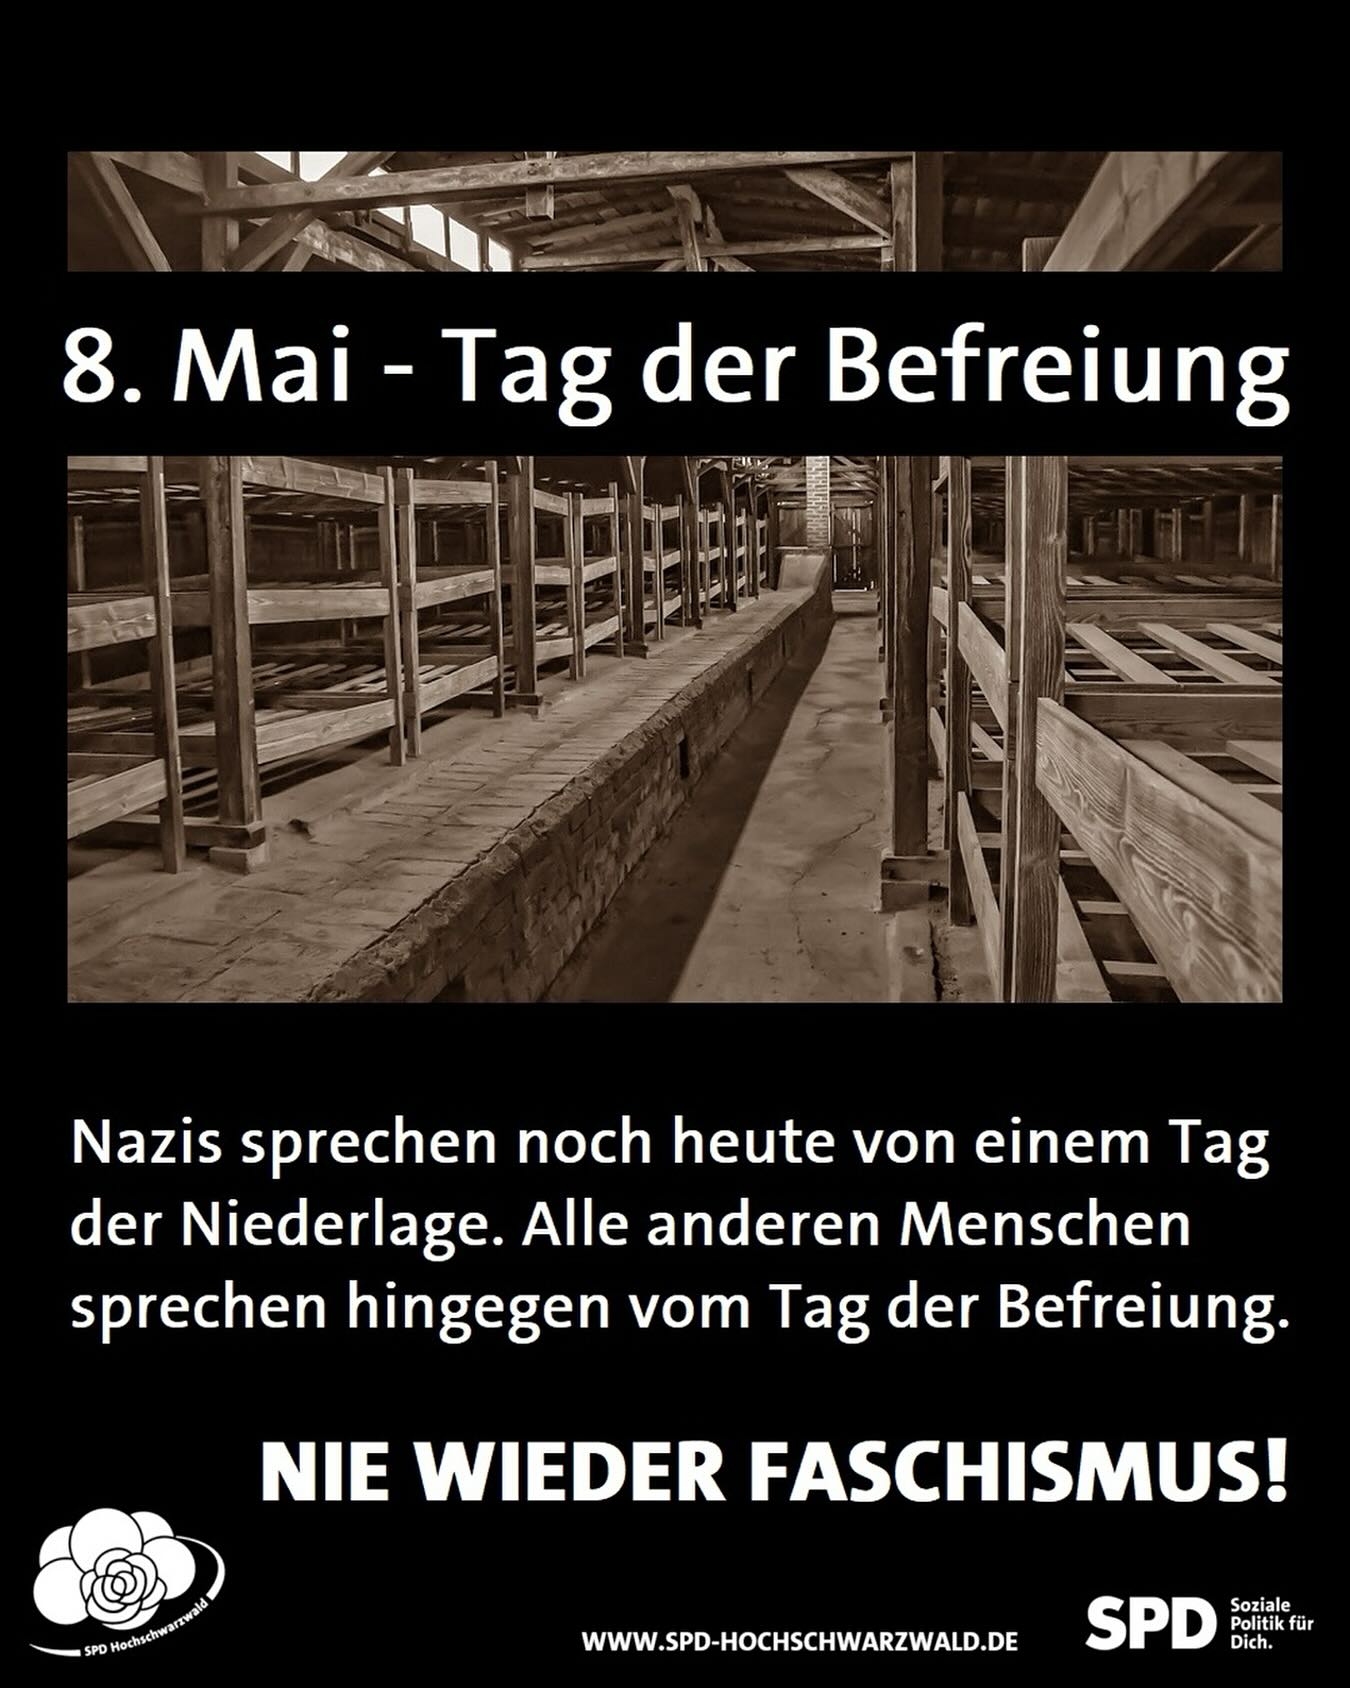 8. Mai - Tag der Befreiung
Nazis sprechen noch heute von einem Tag
der Niederlage. Alle anderen Menschen
sprechen hingegen vom Tag der Befreiung.
NIE WIEDER FASCHISMUS!
SPD Hochschwarzwald
WWW.SPD-HOCHSCHWARZWALD.DE
SPD
Soziale
Politik für
Dich.